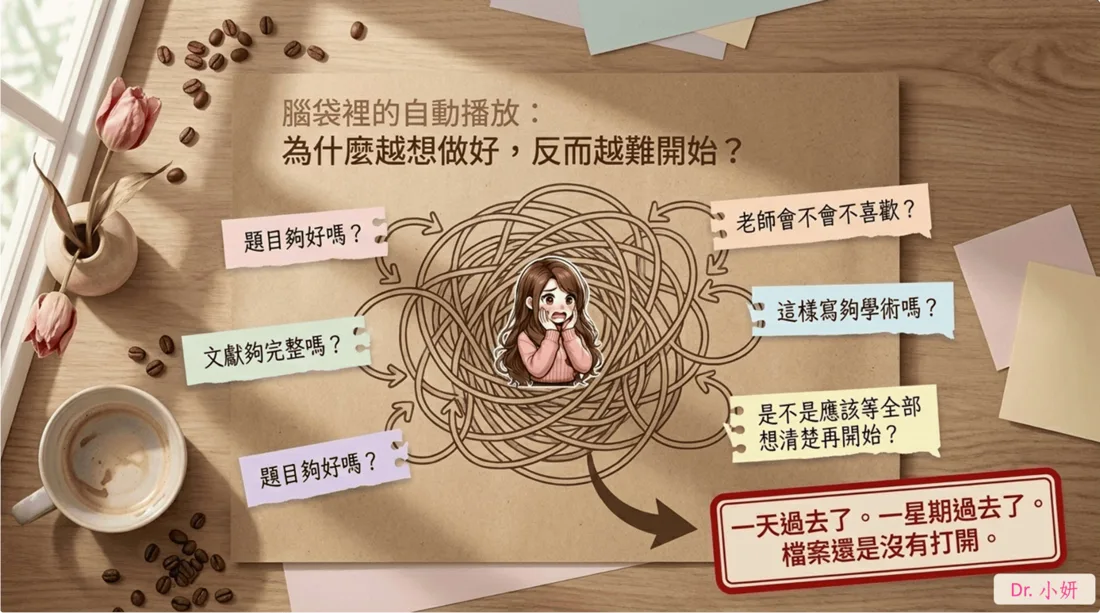 腦袋裡的自動播放：
為什麼越想做好，反而越難開始？
題目夠好嗎？
文獻夠完整嗎？
題目夠好嗎？
老師會不會不喜歡？
這樣寫夠學術嗎？
是不是應該等全部
想清楚再開始？
一天過去了。一星期過去了。
檔案還是沒有打開。
Dr. 小妍